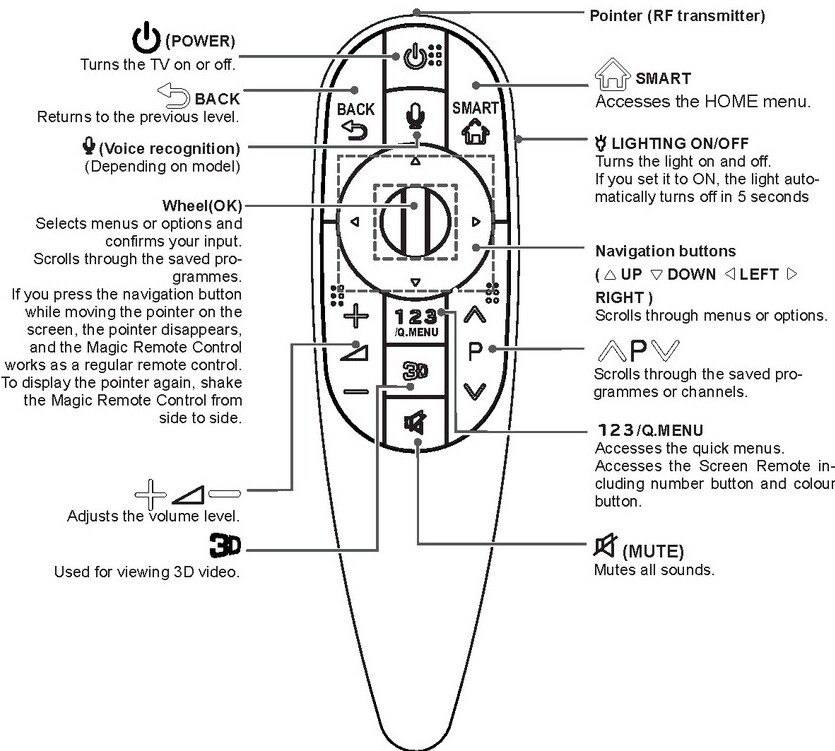 Pointer (RF transmitter)
(POWER)
Turns the TV on or off.
BACK
Returns to the previous level.
(Voice recognition)
(Depending on model)
Wheel(OK)
Selects menus or options and
confirms your input.
Scrolls through the saved pro-
grammes.
If you press the navigation button
while moving the pointer on the
screen, the pointer disappears,
and the Magic Remote Control
works as a regular remote control.
To display the pointer again, shake
the Magic Remote Control from
side to side.
Adjusts the volume level.
3D
Used for viewing 3D video.
BACK
SMART
123
/Q.MENU
P
3D
SMART
Accesses the HOME menu.
LIGHTING ON/OFF
Turns the light on and off.
If you set it to ON, the light auto-
matically turns off in 5 seconds
Navigation buttons
( △ UP ▽ DOWN ◁ LEFT ▷
RIGHT )
Scrolls through menus or options.
P
Scrolls through the saved pro-
grammes or channels.
123/Q.MENU
Accesses the quick menus.
Accesses the Screen Remote in-
cluding number button and colour
button.
(MUTE)
Mutes all sounds.